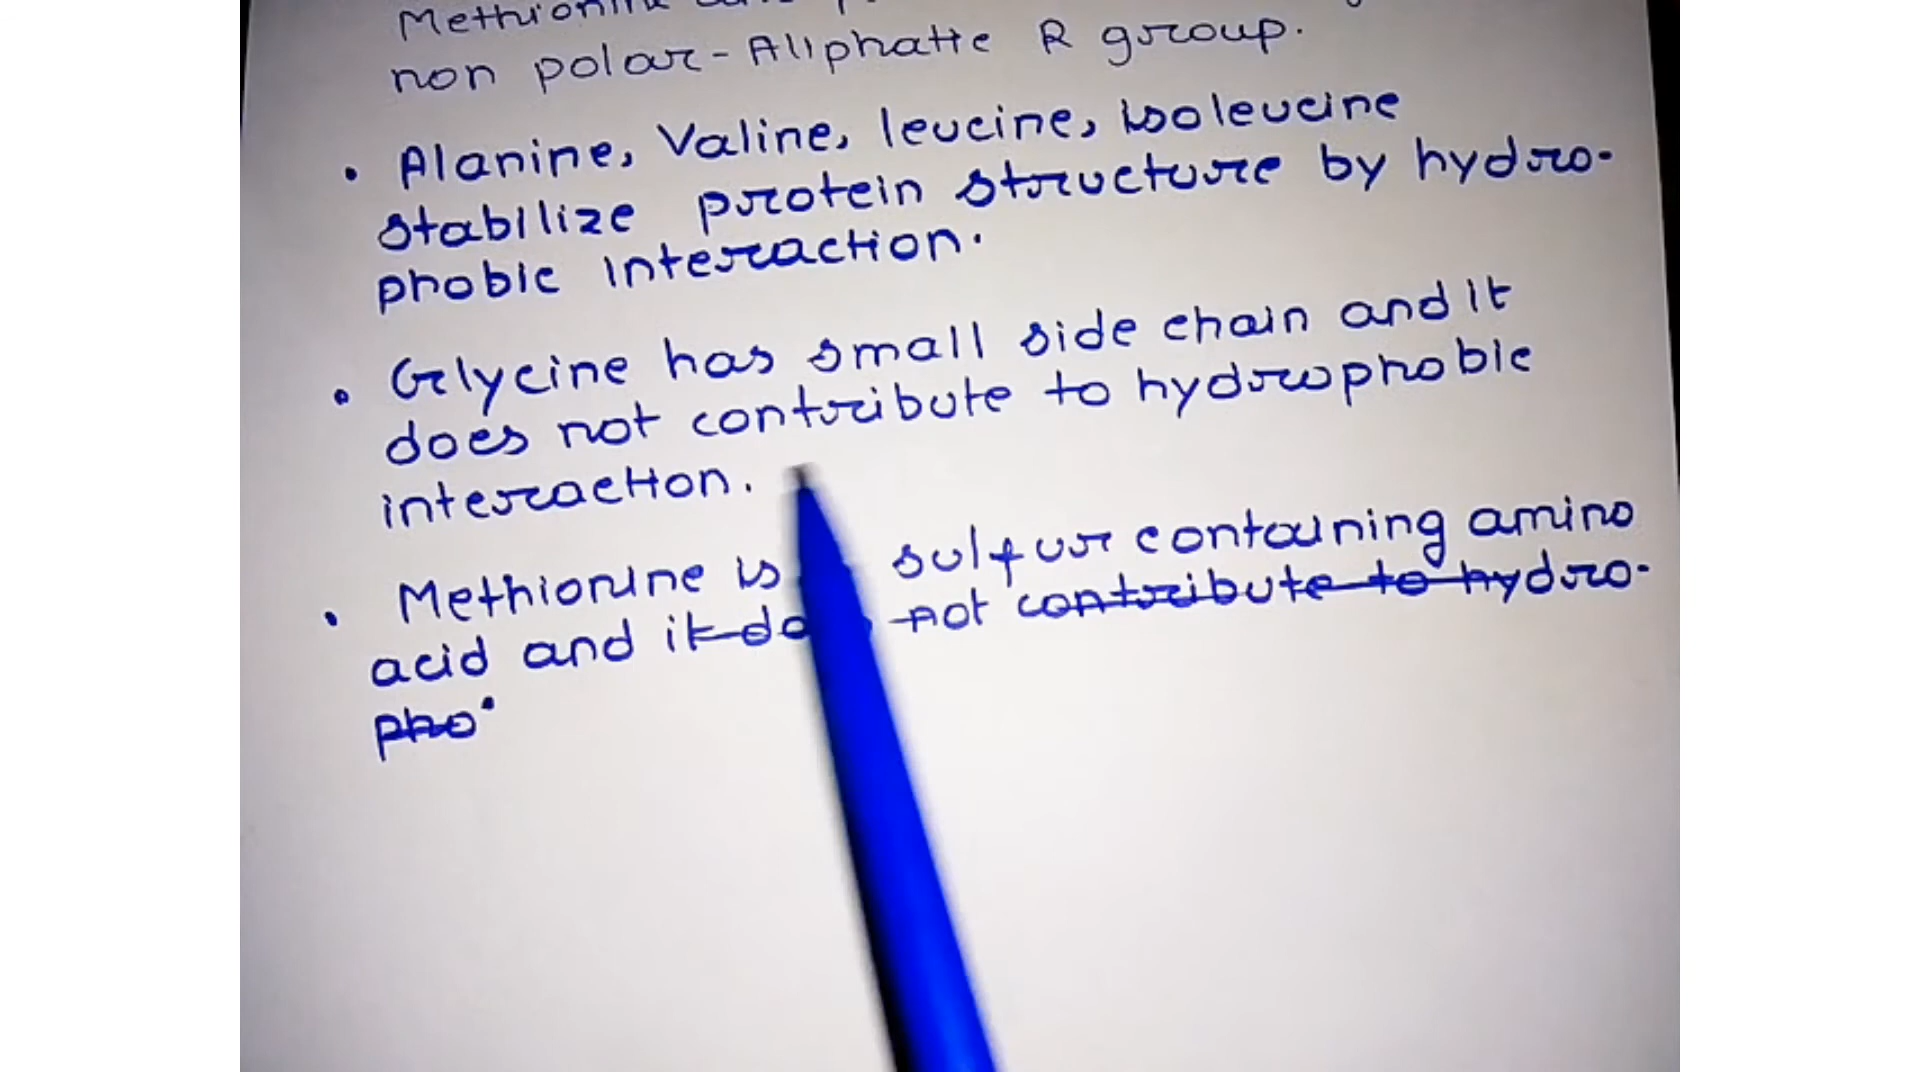 Methionine
non polar-Aliphatic R group.
• Alanine, Valine, leucine, isoleucine
stabilize protein structure by hydro-
phobic interaction.
• Glycine has small side chain and it
does not contribute to hydrophobic
interaction.
• Methionine is sulfur containing amino
acid and it do not contribute to hydro-
pho